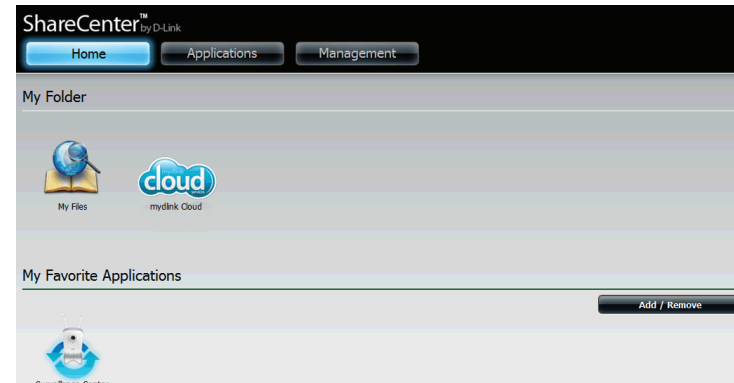 ShareCenter™ by D-Link
Home Applications Management
My Folder
cloud
My Files mydlink Cloud
My Favorite Applications
Add / Remove